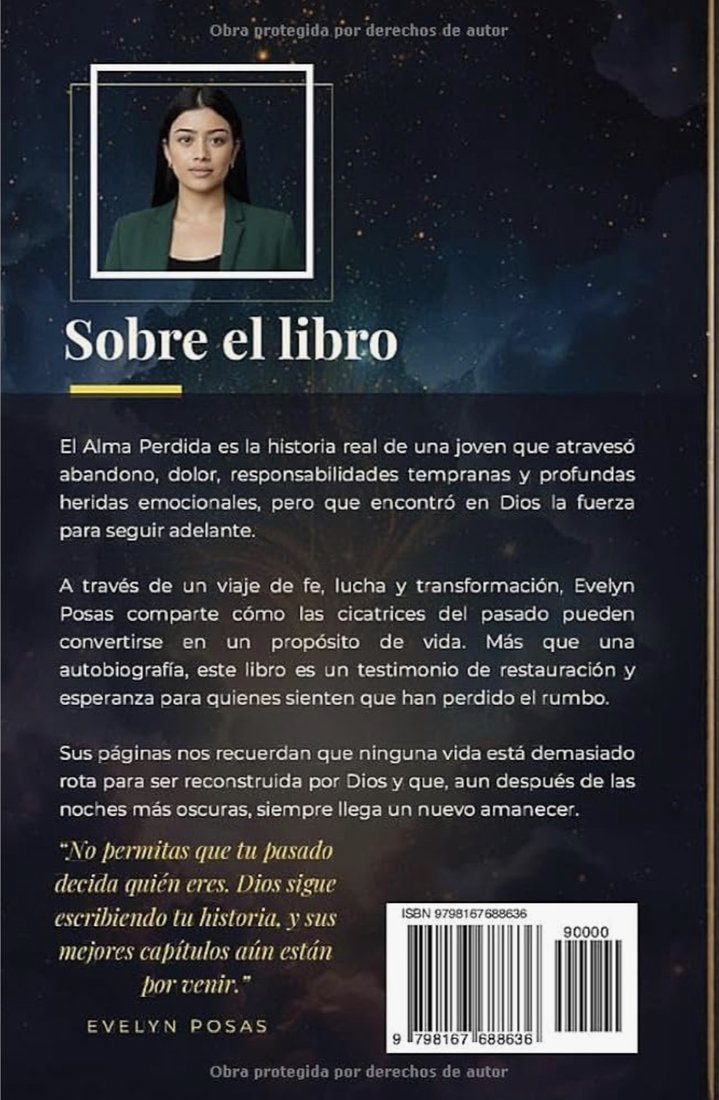 Obra protegida por derechos de autor
Sobre el libro
El Alma Perdida es la historia real de una joven que atravesó
abandono, dolor, responsabilidades tempranas y profundas
heridas emocionales, pero que encontró en Dios la fuerza
para seguir adelante.
A través de un viaje de fe, lucha y transformación, Evelyn
Posas comparte cómo las cicatrices del pasado pueden
convertirse en un propósito de vida. Más que una
autobiografía, este libro es un testimonio de restauración y
esperanza para quienes sienten que han perdido el rumbo.
Sus páginas nos recuerdan que ninguna vida está demasiado
rota para ser reconstruida por Dios y que, aun después de las
noches más oscuras, siempre llega un nuevo amanecer.
“No permitas que tu pasado
decida quién eres. Dios sigue
escribiendo tu historia, y sus
mejores capítulos aún están
por venir.”
EVELYN POSAS
ISBN 9798167688636
90000
9 798167 688636
Obra protegida por derechos de autor